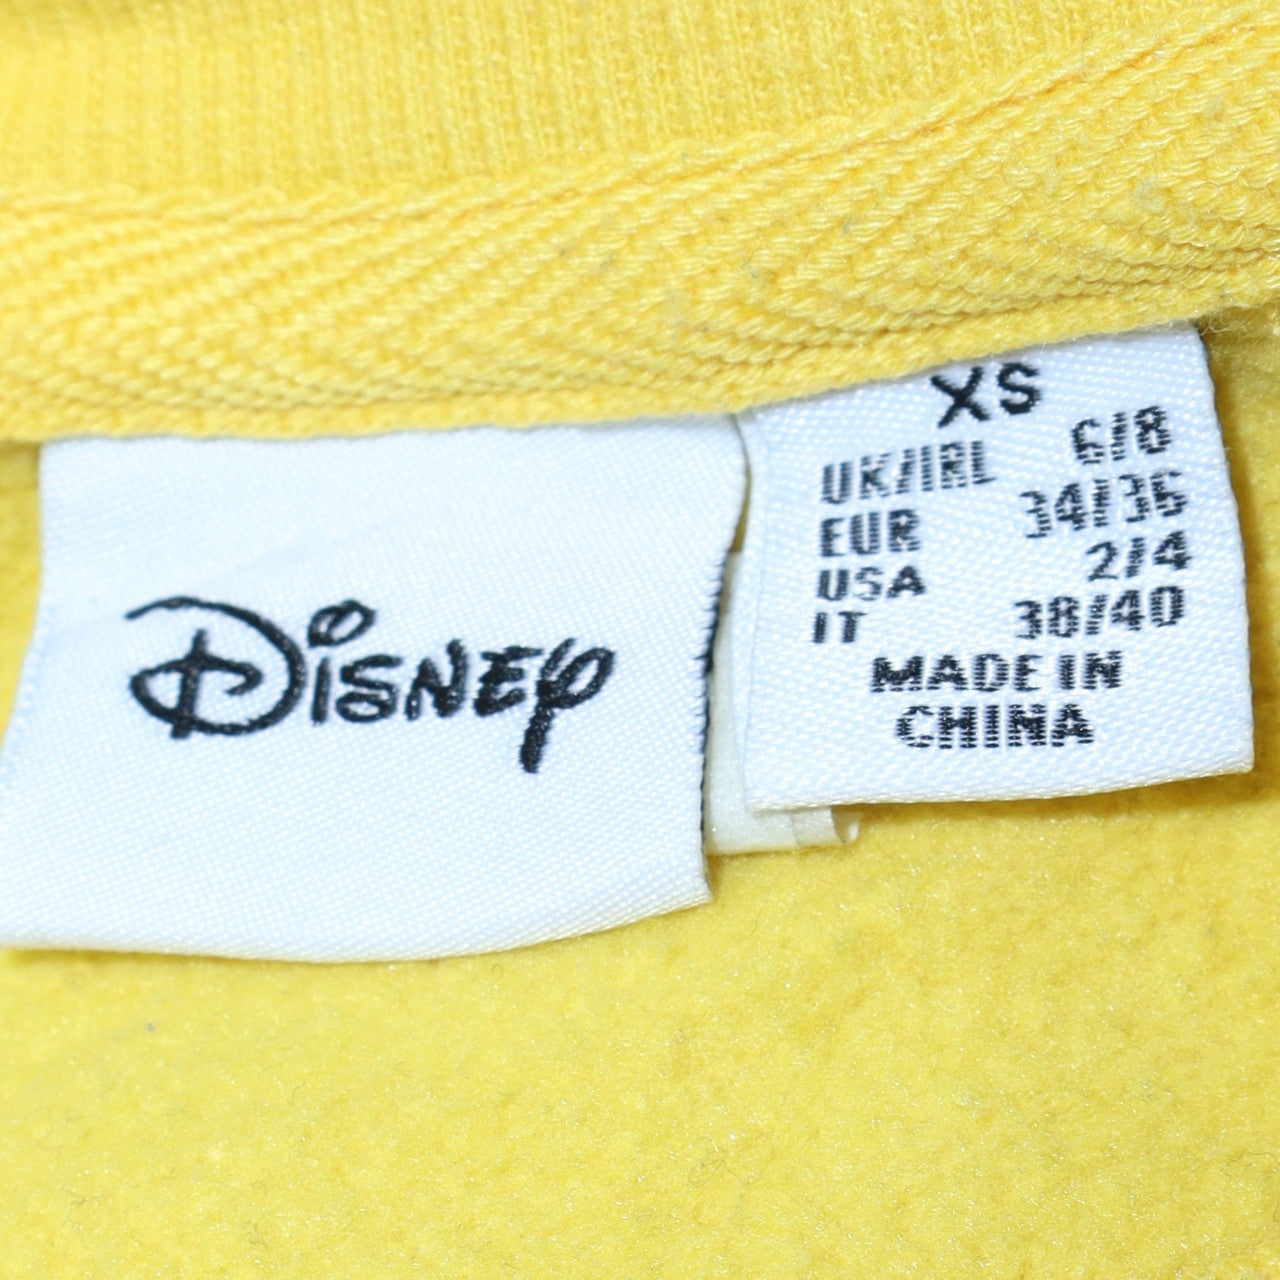 Disney
XS
UK/IRL 6/8
EUR 34/36
USA 2/4
IT 38/40
MADE IN
CHINA